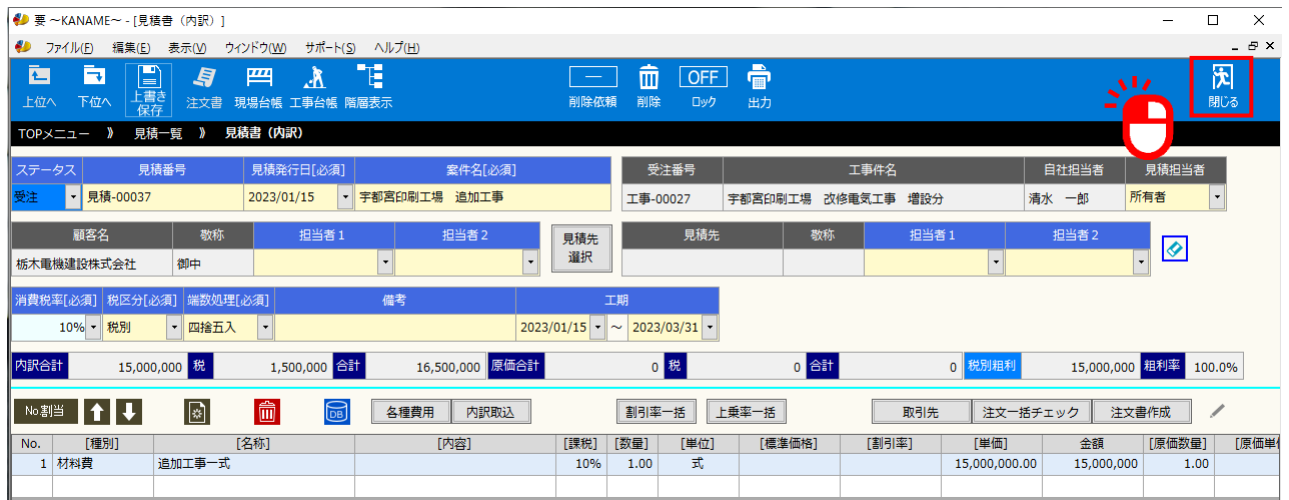 要 ~KANAME~ - [見積書（内訳）]
ファイル(F) 編集(E) 表示(V) ウィンドウ(W) サポート(S) ヘルプ(H)
上位へ 下位へ 上書き保存 注文書 現場台帳 工事台帳 階層表示 削除依頼 削除 OFF ロック 出力 閉じる
TOPメニュー 》 見積一覧 》 見積書（内訳）
ステータス 見積番号 見積発行日[必須] 案件名[必須] 受注番号 工事件名 自社担当者 見積担当者
受注 見積-00037 2023/01/15 宇都宮印刷工場 追加工事 工事-00027 宇都宮印刷工場 改修電気工事 増設分 清水 一郎 所有者
顧客名 敬称 担当者1 担当者2 見積先選択 見積先 敬称 担当者1 担当者2
栃木電機建設株式会社 御中
消費税率[必須] 税区分[必須] 端数処理[必須] 備考 工期
10% 税別 四捨五入 2023/01/15 ～ 2023/03/31
内訳合計 15,000,000 税 1,500,000 合計 16,500,000 原価合計 0 税 0 合計 0 税別粗利 15,000,000 粗利率 100.0%
No割当 DB 各種費用 内訳取込 割引率一括 上乗率一括 取引先 注文一括チェック 注文書作成
No. [種別] [名称] [内容] [課税] [数量] [単位] [標準価格] [割引率] [単価] 金額 [原価数量] [原価単
1 材料費 追加工事一式 10% 1.00 式 15,000,000.00 15,000,000 1.00